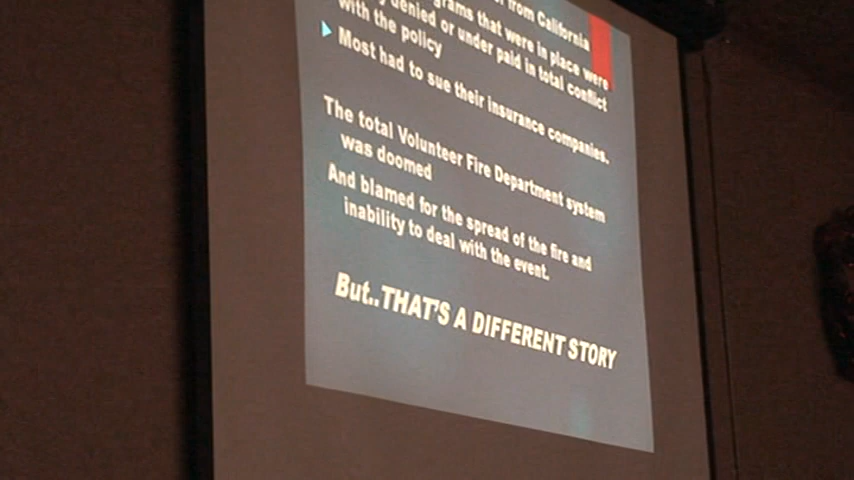 from California
grams that were in place were
denied or under paid in total conflict
with the policy
Most had to sue their insurance companies.
The total Volunteer Fire Department system
was doomed
And blamed for the spread of the fire and
inability to deal with the event.
But..THAT'S A DIFFERENT STORY